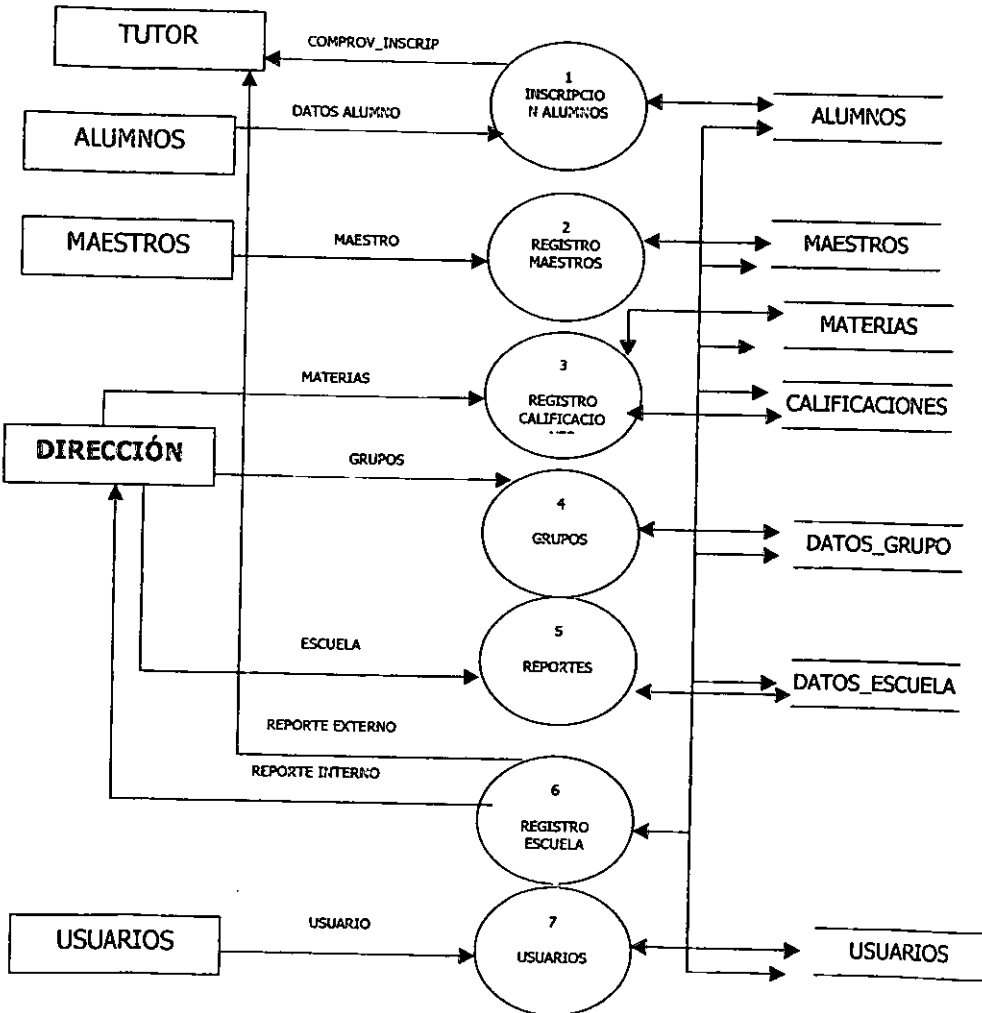 TUTOR
COMPROV_INSCRIP
1
INSCRIPCIO
N ALUMNOS
ALUMNOS
DATOS ALUMNO
ALUMNOS
MAESTROS
MAESTRO
2
REGISTRO
MAESTROS
MAESTROS
MATERIAS
MATERIAS
3
REGISTRO
CALIFICACIO
CALIFICACIONES
DIRECCIÓN
GRUPOS
4
GRUPOS
DATOS_GRUPO
ESCUELA
5
REPORTES
DATOS_ESCUELA
REPORTE EXTERNO
REPORTE INTERNO
6
REGISTRO
ESCUELA
USUARIOS
USUARIO
7
USUARIOS
USUARIOS